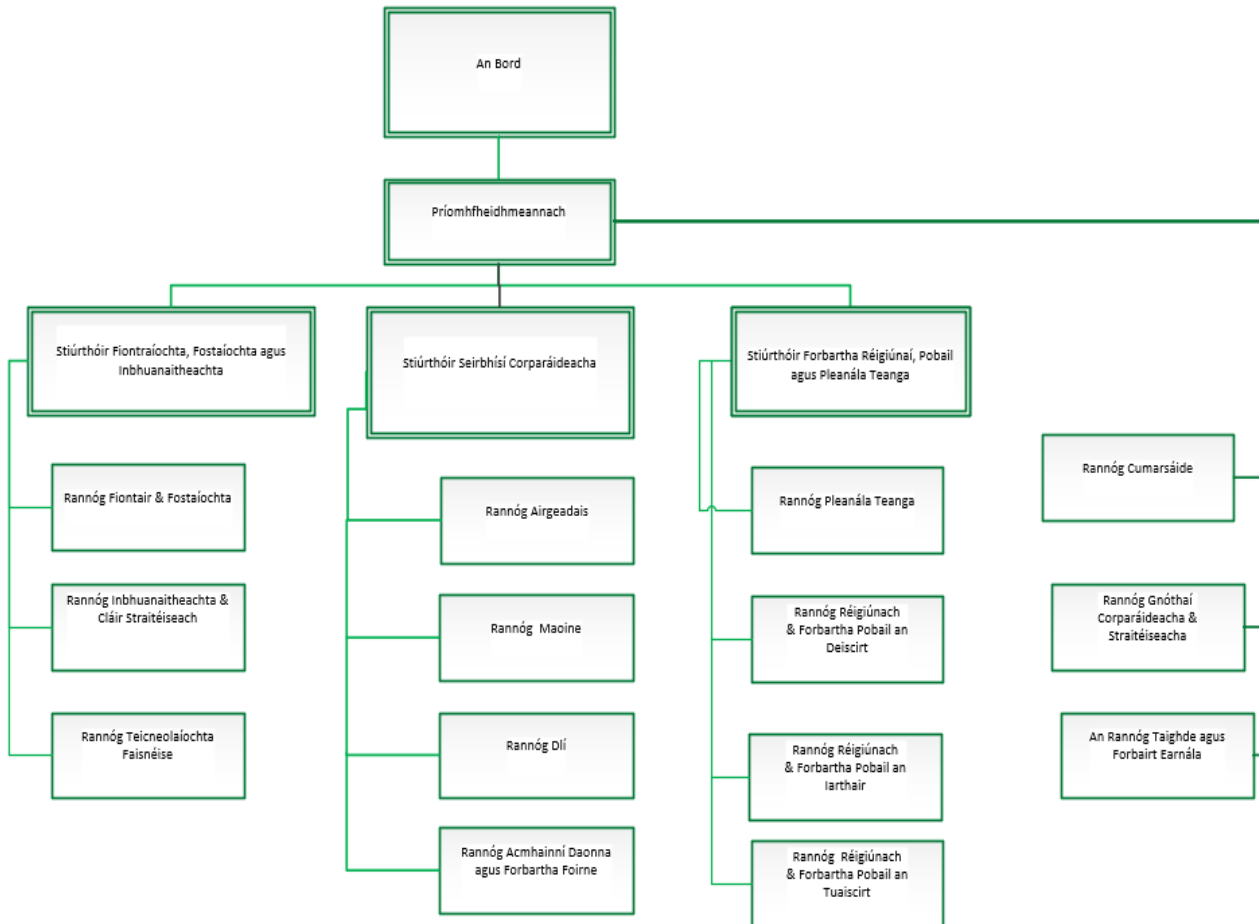 An Bord
Príomhfheidhmeannach
Stiúrthóir Fiontraíochta, Fostaíochta agus
Inbhuanaitheachta
Stiúrthóir Seirbhísí Corparáideacha
Stiúrthóir Forbartha Réigiúnaí, Pobail
agus Pleanála Teanga
Rannóg Fiontair & Fostaíochta
Rannóg Inbhuanaitheachta &
Cláir Straitéiseach
Rannóg Teicneolaíochta
Faisnéise
Rannóg Airgeadais
Rannóg Maoine
Rannóg Dlí
Rannóg Acmhainní Daonna
agus Forbartha Foirne
Rannóg Pleanála Teanga
Rannóg Réigiúnach
& Forbartha Pobail an
Deiscirt
Rannóg Réigiúnach
& Forbartha Pobail an
Iarthair
Rannóg Réigiúnach
& Forbartha Pobail an
Tuaiscirt
Rannóg Cumarsáide
Rannóg Gnóthaí
Corparáideacha &
Straitéiseacha
An Rannóg Taighde agus
Forbairt Earnála